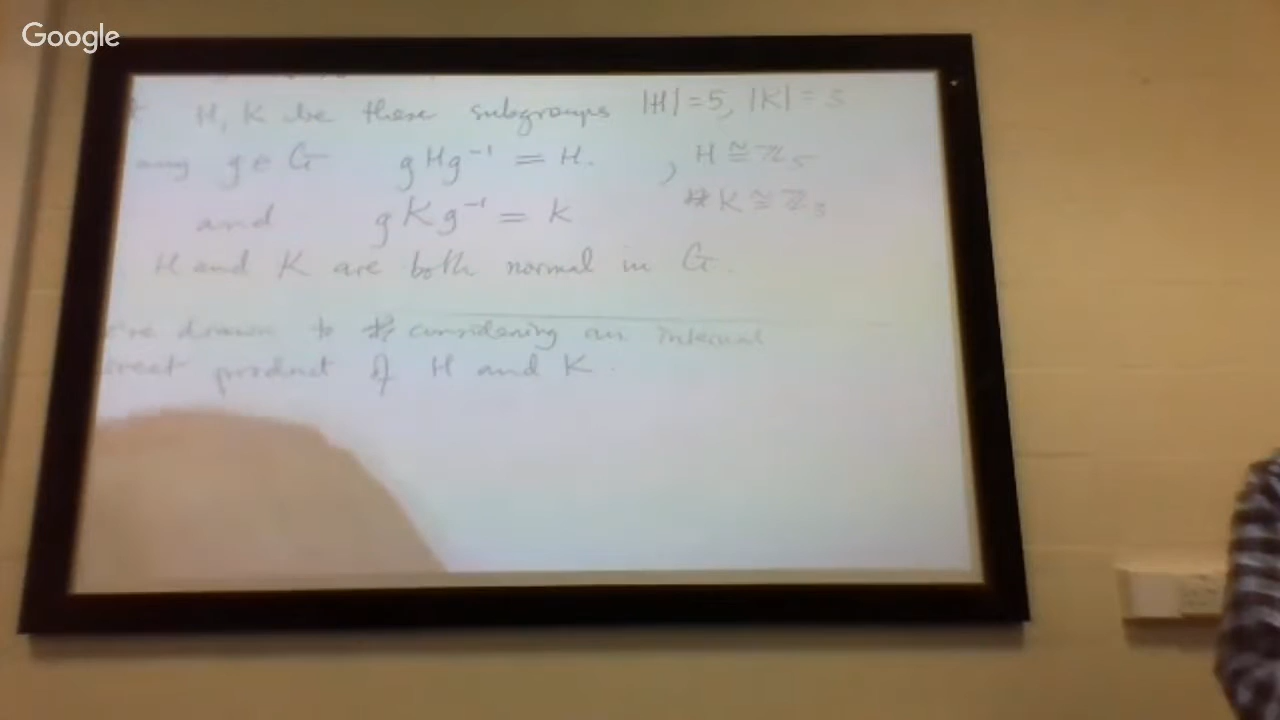 Google
H, K be these subgroups |H| = 5, |K| = 3
any g ∈ G gHg⁻¹ = H. , H ≅ ℤ₅
and gKg⁻¹ = K K ≅ ℤ₃
H and K are both normal in G.
drawn to considering an internal
product of H and K.